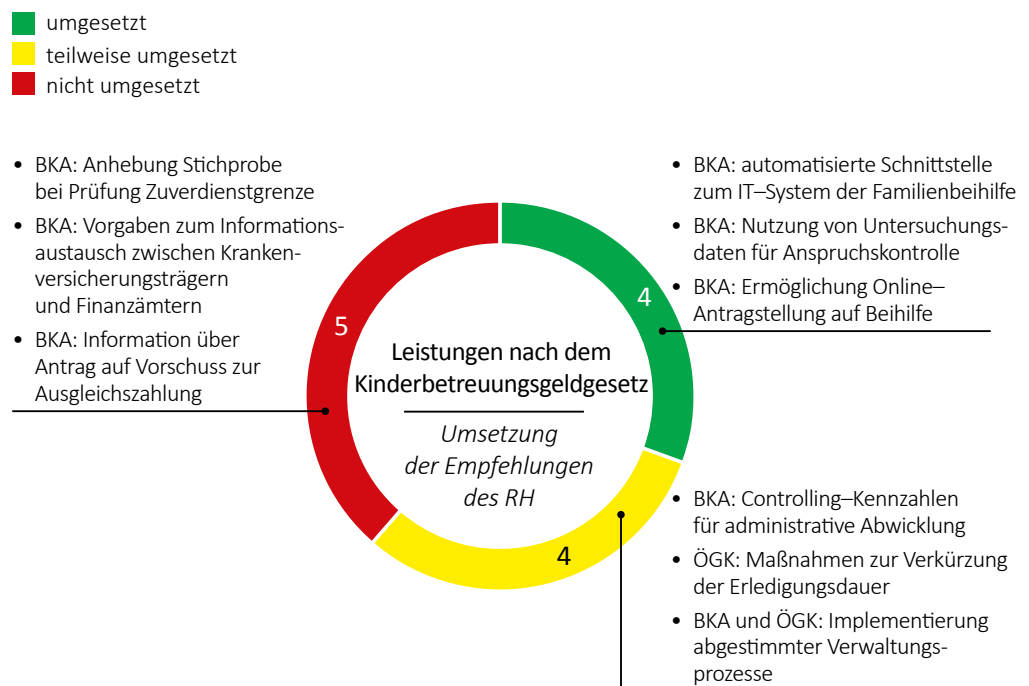 umgesetzt
teilweise umgesetzt
nicht umgesetzt
• BKA: Anhebung Stichprobe
bei Prüfung Zuverdienstgrenze
• BKA: Vorgaben zum Informations-
austausch zwischen Kranken-
versicherungsträgern
und Finanzämtern
• BKA: Information über
Antrag auf Vorschuss zur
Ausgleichszahlung
• BKA: automatisierte Schnittstelle
zum IT–System der Familienbeihilfe
• BKA: Nutzung von Untersuchungs-
daten für Anspruchskontrolle
• BKA: Ermöglichung Online–
Antragstellung auf Beihilfe
5
4
Leistungen nach dem
Kinderbetreuungsgeldgesetz
Umsetzung
der Empfehlungen
des RH
4
• BKA: Controlling–Kennzahlen
für administrative Abwicklung
• ÖGK: Maßnahmen zur Verkürzung
der Erledigungsdauer
• BKA und ÖGK: Implementierung
abgestimmter Verwaltungs-
prozesse